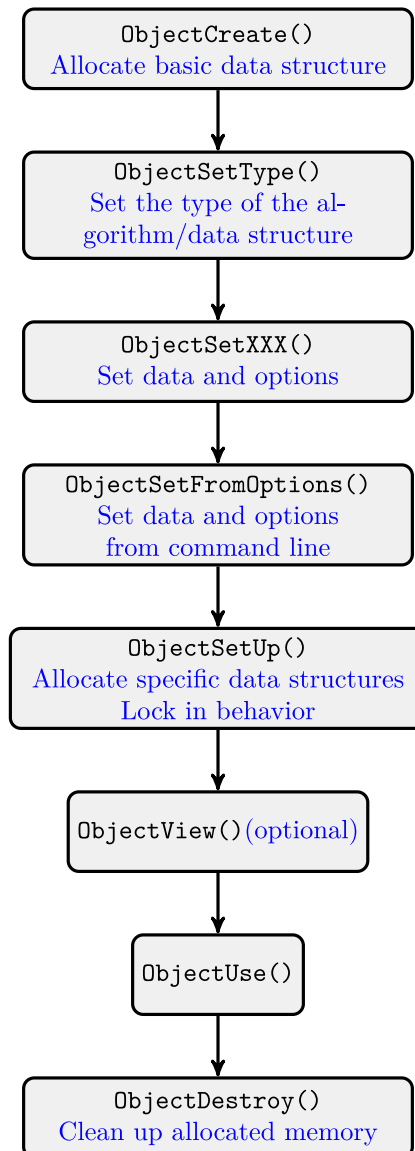 ObjectCreate()
Allocate basic data structure
ObjectSetType()
Set the type of the al-
gorithm/data structure
ObjectSetXXX()
Set data and options
ObjectSetFromOptions()
Set data and options
from command line
ObjectSetUp()
Allocate specific data structures
Lock in behavior
ObjectView()(optional)
ObjectUse()
ObjectDestroy()
Clean up allocated memory